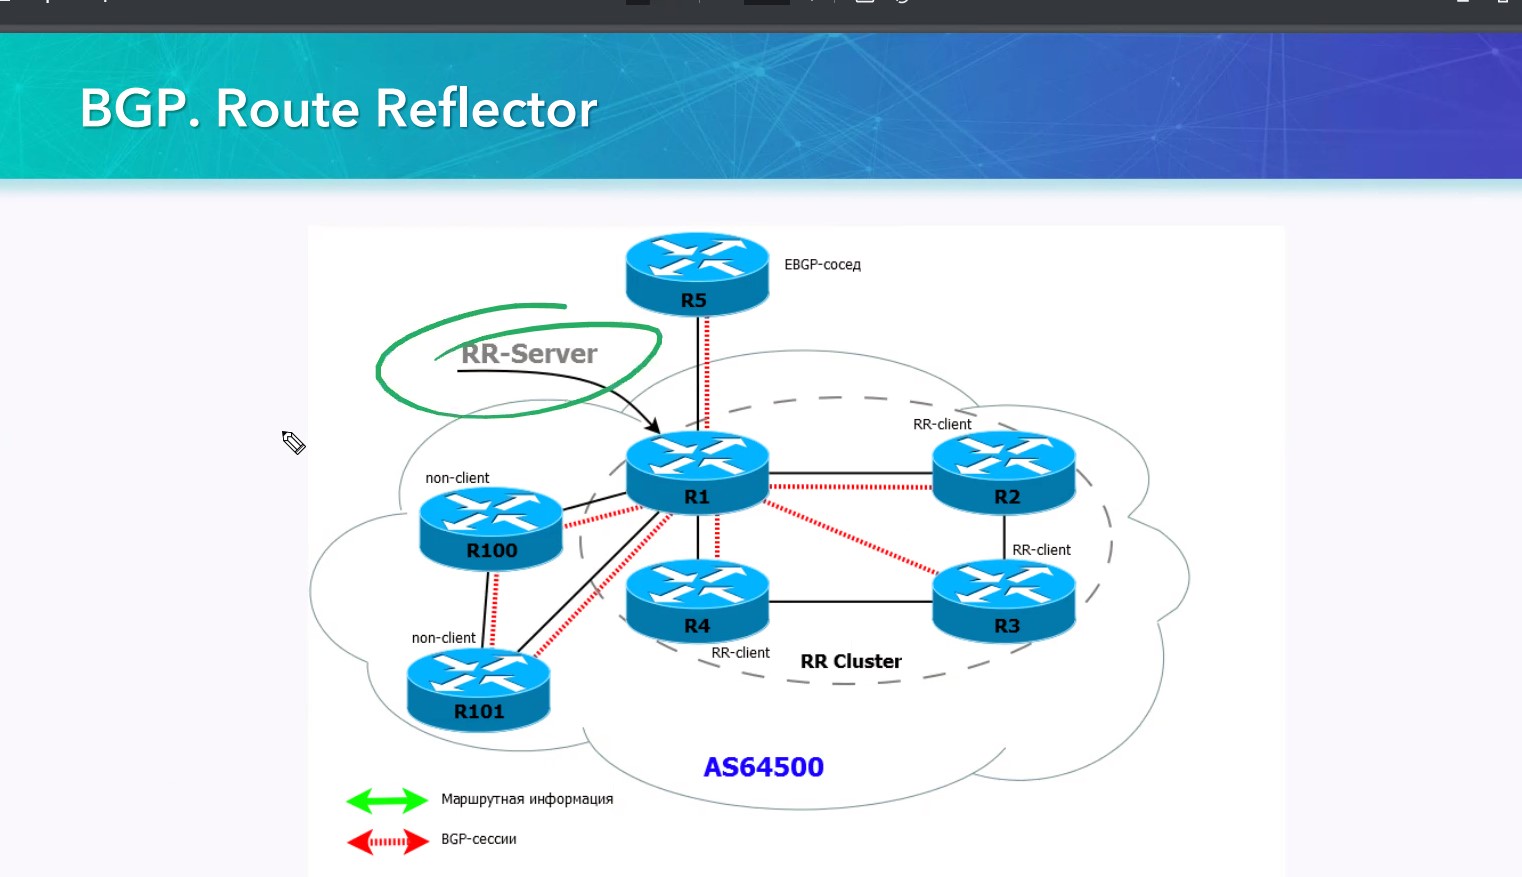 BGP. Route Reflector
R5
EBGP-сосед
RR-Server
RR-client
R1
R2
non-client
R100
RR-client
R4
R3
non-client
RR-client
RR Cluster
R101
AS64500
Маршрутная информация
BGP-сессии